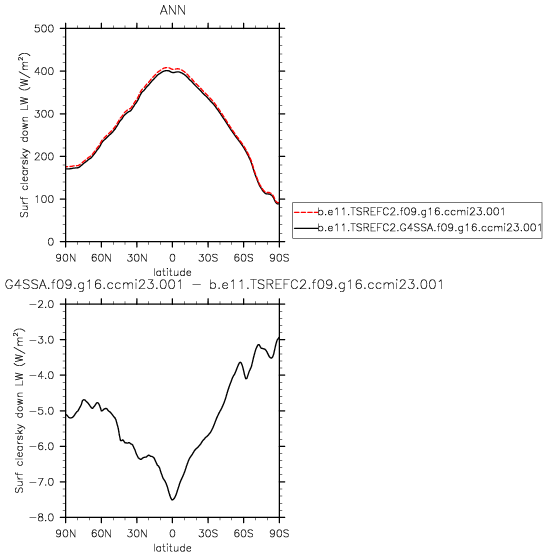 ANN
Surf clearsky down LW (W/m²)
500
400
300
200
100
0
90N 60N 30N 0 30S 60S 90S
latitude
b.e11.TSREFC2.f09.g16.ccmi23.001
b.e11.TSREFC2.G4SSA.f09.g16.ccmi23.001
G4SSA.f09.g16.ccmi23.001 − b.e11.TSREFC2.f09.g16.ccmi23.001
Surf clearsky down LW (W/m²)
−2.0
−3.0
−4.0
−5.0
−6.0
−7.0
−8.0
90N 60N 30N 0 30S 60S 90S
latitude